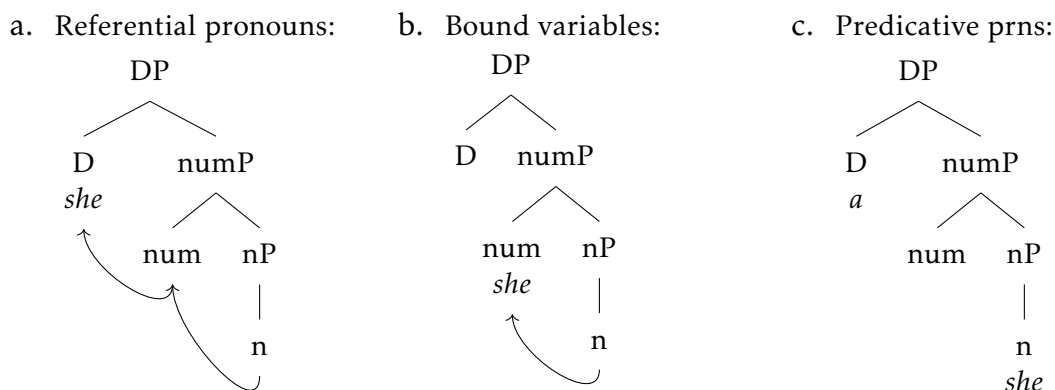 a. Referential pronouns: b. Bound variables: c. Predicative prns:
DP DP DP
D numP D numP D numP
she a
num nP num nP num nP
she
n n n
she